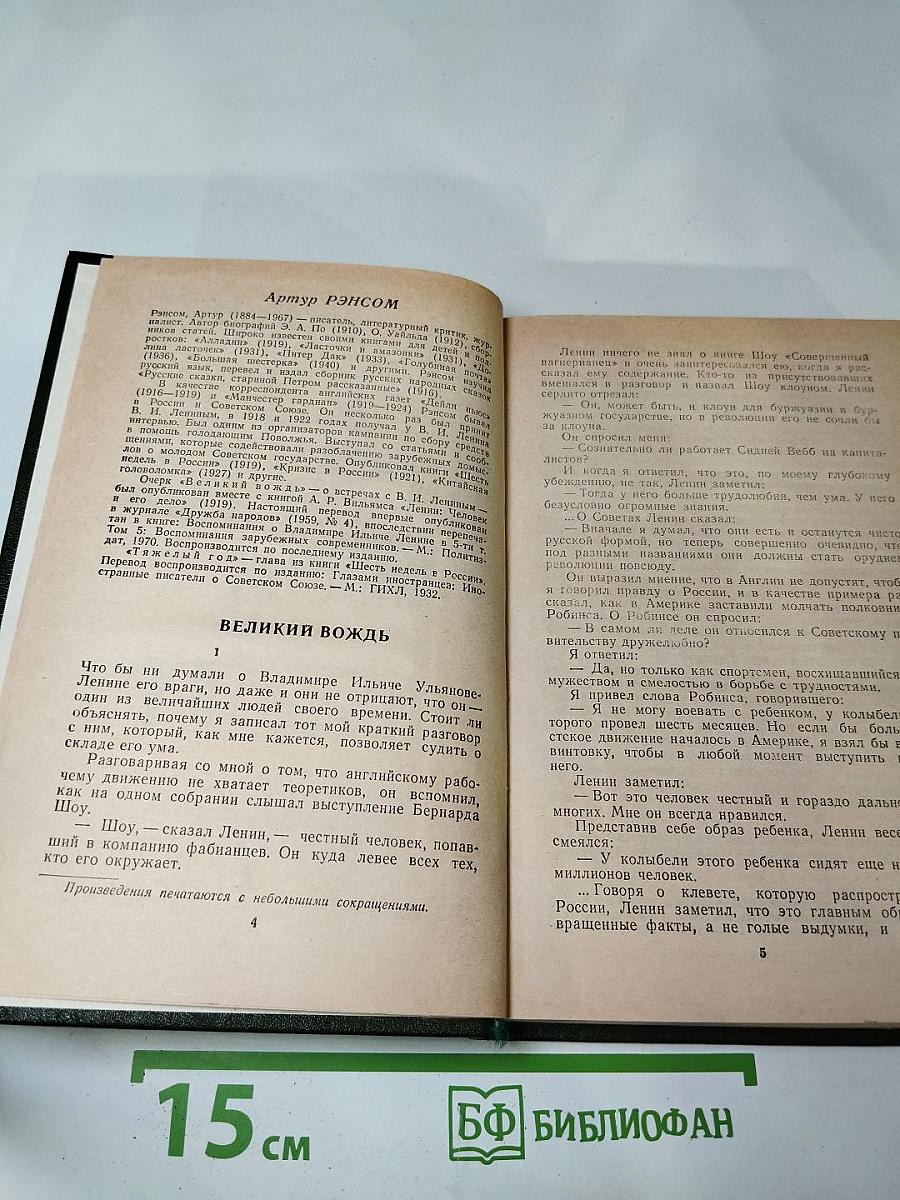 Артур РЭНСОМ
Рэнсом, Артур (1884—1967) — писатель, литературный критик, жур-
налист. Автор биографий Э. А. По (1910), О. Уайльда (1912), сбор-
ников статей. Широко известен своими книгами для детей и под-
ростков: «Алладин» (1919), «Ласточки и амазонки» (1931), «До-
лина ласточек» (1931), «Питер Дак» (1933), «Голубиная почта»
(1936), «Большая шестерка» (1940) и другими. Рэнсом изучил
русский язык, перевел и издал сборник русских народных сказок
«Русские сказки, стариной Петром рассказанные» (1916).
В качестве корреспондента английских газет «Дейли ньюс»
(1916—1919) и «Манчестер гардиан» (1919—1924) Рэнсом бывал
в России и Советском Союзе. Он несколько раз был принят
В. И. Лениным, в 1918 и 1922 годах получал у В. И. Ленина
интервью. Был одним из организаторов кампании по сбору средств
в помощь голодающим Поволжья. Выступал со статьями и сооб-
щениями, которые содействовали разоблачению зарубежных домыс-
лов о молодом Советском государстве. Опубликовал книги «Шесть
недель в России» (1919), «Кризис в России» (1921), «Китайская
головоломка» (1927) и другие.
Очерк «Великий вождь» — о встречах с В. И. Лениным —
был опубликован вместе с книгой А. Р. Вильямса «Ленин: Человек
и его дело» (1919). Настоящий перевод впервые опубликован
в журнале «Дружба народов» (1959, № 4), впоследствии перепеча-
тан в книге: Воспоминания о Владимире Ильиче Ленине в 5-ти т.
Том 5: Воспоминания зарубежных современников. — М.: Политиз-
дат, 1970. Воспроизводится по последнему изданию.
«Тяжелый год» — глава из книги «Шесть недель в России».
Перевод воспроизводится по изданию: Глазами иностранцев: Ино-
странные писатели о Советском Союзе. — М.: ГИХЛ, 1932.
ВЕЛИКИЙ ВОЖДЬ
1
Что бы ни думали о Владимире Ильиче Ульянове-
Ленине его враги, но даже и они не отрицают, что он —
один из величайших людей своего времени. Стоит ли
объяснять, почему я записал тот мой краткий разговор
с ним, который, как мне кажется, позволяет судить о
складе его ума.
Разговаривая со мной о том, что английскому рабо-
чему движению не хватает теоретиков, он вспомнил,
как на одном собрании слышал выступление Бернарда
Шоу.
— Шоу, — сказал Ленин, — честный человек, попав-
ший в компанию фабианцев. Он куда левее всех тех,
кто его окружает.
Произведения печатаются с небольшими сокращениями.
4
Ленин ничего не знал о книге Шоу «Совершенный
вагнерианец» и очень заинтересовался ею, когда я рас-
сказал ему содержание. Кто-то из присутствовавших
вмешался в разговор и назвал Шоу клоуном. Ленин
сердито отрезал:
— Он, может быть, и клоун для буржуазии в бур-
жуазном государстве, но в революции его не сочли бы
за клоуна.
Он спросил меня:
— Сознательно ли работает Сидней Вебб на капита-
листов?
И когда я ответил, что это, по моему глубокому
убеждению, не так, Ленин заметил:
— Тогда у него больше трудолюбия, чем ума. У него
безусловно огромные знания.
... О Советах Ленин сказал:
— Вначале я думал, что они есть и останутся чисто
русской формой, но теперь совершенно очевидно, что
под разными названиями они должны стать орудием
революции повсюду.
Он выразил мнение, что в Англии не допустят, чтоб
я говорил правду о России, и в качестве примера ра
сказал, как в Америке заставили молчать полковни
Робинса. О Робинсе он спросил:
— В самом ли деле он относился к Советскому п
вительству дружелюбно?
Я ответил:
— Да, но только как спортсмен, восхищавшийся
мужеством и смелостью в борьбе с трудностями.
Я привел слова Робинса, говорившего:
— Я не могу воевать с ребенком, у колыбели
торого провел шесть месяцев. Но если бы боль
стское движение началось в Америке, я взял бы в
винтовку, чтобы в любой момент выступить
него.
Ленин заметил:
— Вот это человек честный и гораздо дально
многих. Мне он всегда нравился.
Представив себе образ ребенка, Ленин весе
смеялся:
— У колыбели этого ребенка сидят еще н
миллионов человек.
... Говоря о клевете, которую распростр
России, Ленин заметил, что это главным об
вращенные факты, а не голые выдумки, и
5
15 см
БФ БИБЛИОФАН